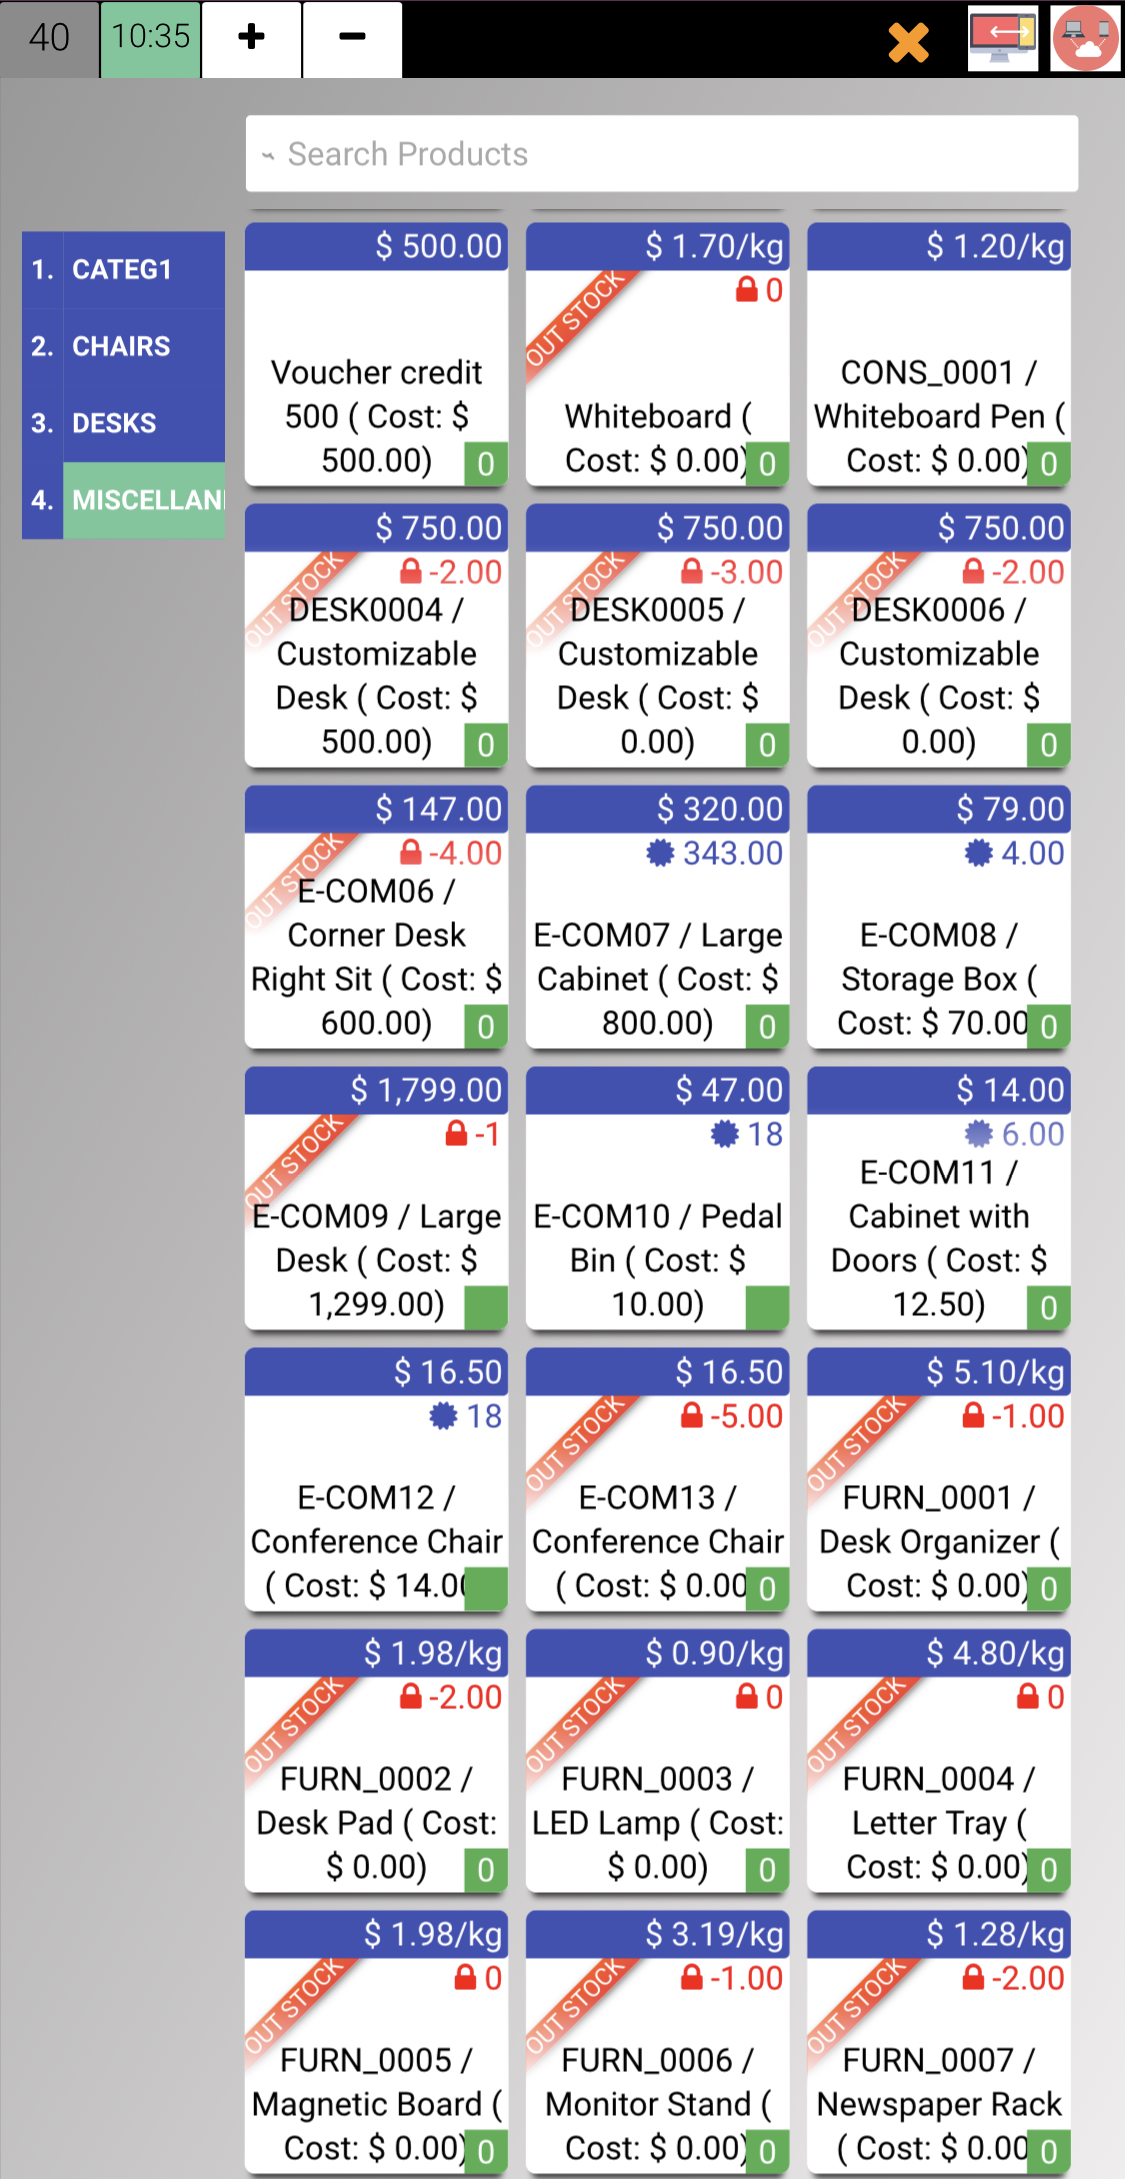 40
10:35
+
−
Search Products
1. CATEG1
2. CHAIRS
3. DESKS
4. MISCELLAN
$ 500.00
Voucher credit
500 ( Cost: $
500.00)
0
$ 1.70/kg
OUT STOCK
0
Whiteboard (
Cost: $ 0.00)
0
$ 1.20/kg
CONS_0001 /
Whiteboard Pen (
Cost: $ 0.00)
0
$ 750.00
OUT STOCK
-2.00
DESK0004 /
Customizable
Desk ( Cost: $
500.00)
0
$ 750.00
OUT STOCK
-3.00
DESK0005 /
Customizable
Desk ( Cost: $
0.00)
0
$ 750.00
OUT STOCK
-2.00
DESK0006 /
Customizable
Desk ( Cost: $
0.00)
0
$ 147.00
OUT STOCK
-4.00
E-COM06 /
Corner Desk
Right Sit ( Cost: $
600.00)
0
$ 320.00
343.00
E-COM07 / Large
Cabinet ( Cost: $
800.00)
0
$ 79.00
4.00
E-COM08 /
Storage Box (
Cost: $ 70.00
0
$ 1,799.00
OUT STOCK
-1
E-COM09 / Large
Desk ( Cost: $
1,299.00)
$ 47.00
18
E-COM10 / Pedal
Bin ( Cost: $
10.00)
$ 14.00
6.00
E-COM11 /
Cabinet with
Doors ( Cost: $
12.50)
0
$ 16.50
18
E-COM12 /
Conference Chair
( Cost: $ 14.00
$ 16.50
OUT STOCK
-5.00
E-COM13 /
Conference Chair
( Cost: $ 0.00
0
$ 5.10/kg
OUT STOCK
-1.00
FURN_0001 /
Desk Organizer (
Cost: $ 0.00)
0
$ 1.98/kg
OUT STOCK
-2.00
FURN_0002 /
Desk Pad ( Cost:
$ 0.00)
0
$ 0.90/kg
OUT STOCK
0
FURN_0003 /
LED Lamp ( Cost:
$ 0.00)
0
$ 4.80/kg
OUT STOCK
0
FURN_0004 /
Letter Tray (
Cost: $ 0.00)
0
$ 1.98/kg
OUT STOCK
0
FURN_0005 /
Magnetic Board (
Cost: $ 0.00)
0
$ 3.19/kg
OUT STOCK
-1.00
FURN_0006 /
Monitor Stand (
Cost: $ 0.00)
0
$ 1.28/kg
OUT STOCK
-2.00
FURN_0007 /
Newspaper Rack
( Cost: $ 0.00
0